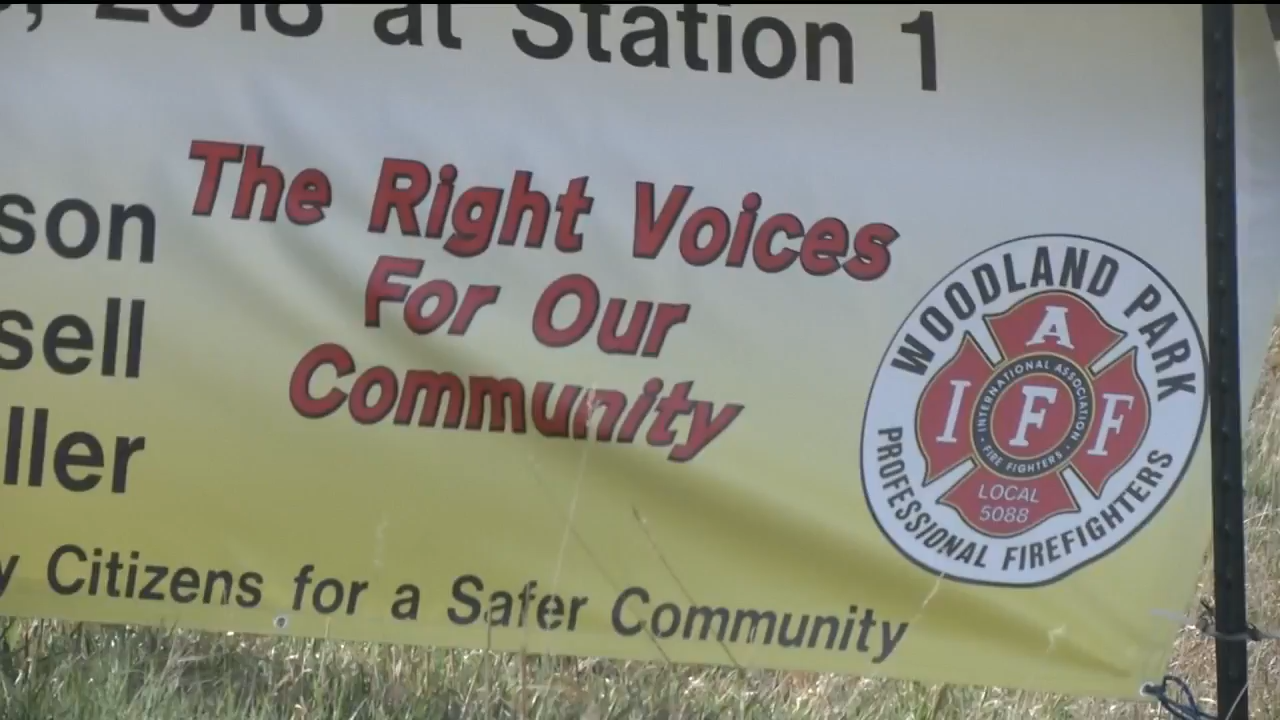 2018 at Station 1
The Right Voices
For Our
Community
son
sell
ller
y Citizens for a Safer Community
WOODLAND PARK
A
I F F
INTERNATIONAL ASSOCIATION
FIRE FIGHTERS
LOCAL
5088
PROFESSIONAL FIREFIGHTERS